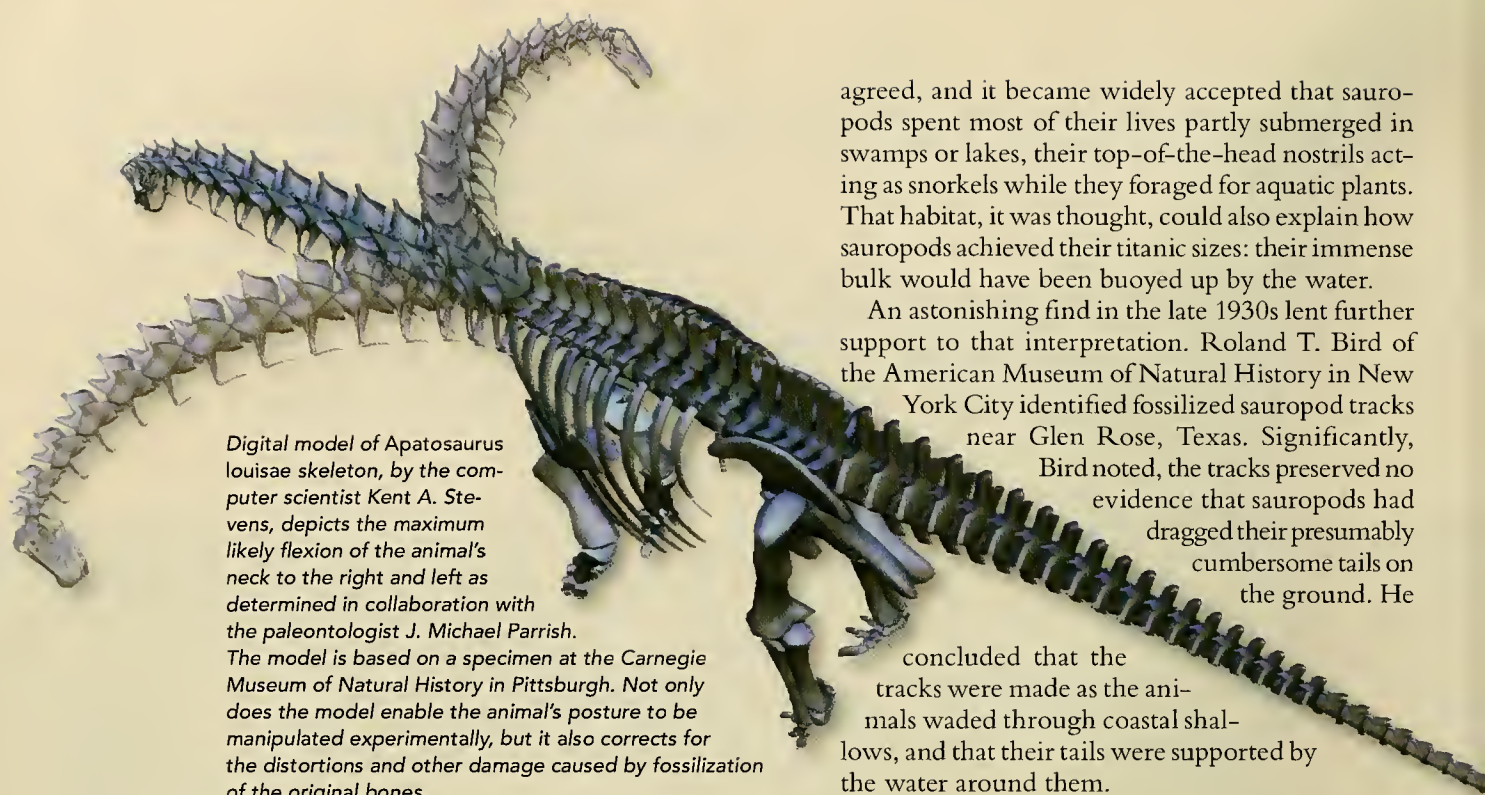 Digital model of Apatosaurus
louisae skeleton, by the com-
puter scientist Kent A. Ste-
vens, depicts the maximum
likely flexion of the animal's
neck to the right and left as
determined in collaboration with
the paleontologist J. Michael Parrish.
The model is based on a specimen at the Carnegie
Museum of Natural History in Pittsburgh. Not only
does the model enable the animal's posture to be
manipulated experimentally, but it also corrects for
the distortions and other damage caused by fossilization
of the original bones.
agreed, and it became widely accepted that sauro-
pods spent most of their lives partly submerged in
swamps or lakes, their top-of-the-head nostrils act-
ing as snorkels while they foraged for aquatic plants.
That habitat, it was thought, could also explain how
sauropods achieved their titanic sizes: their immense
bulk would have been buoyed up by the water.
An astonishing find in the late 1930s lent further
support to that interpretation. Roland T. Bird of
the American Museum of Natural History in New
York City identified fossilized sauropod tracks
near Glen Rose, Texas. Significantly,
Bird noted, the tracks preserved no
evidence that sauropods had
dragged their presumably
cumbersome tails on
the ground. He
concluded that the
tracks were made as the ani-
mals waded through coastal shal-
lows, and that their tails were supported by
the water around them.